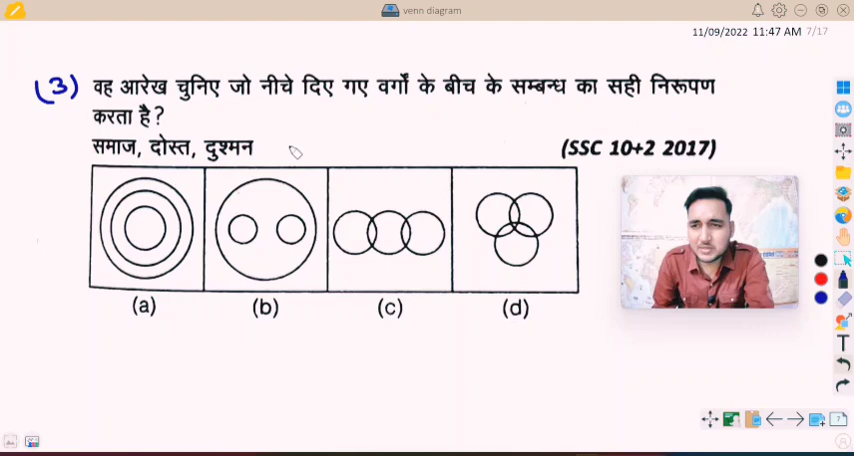 venn diagram
11/09/2022 11:47 AM 7/17
(3) वह आरेख चुनिए जो नीचे दिए गए वर्गों के बीच के सम्बन्ध का सही निरूपण
करता है?
समाज, दोस्त, दुश्मन (SSC 10+2 2017)
(a) (b) (c) (d)
T
7